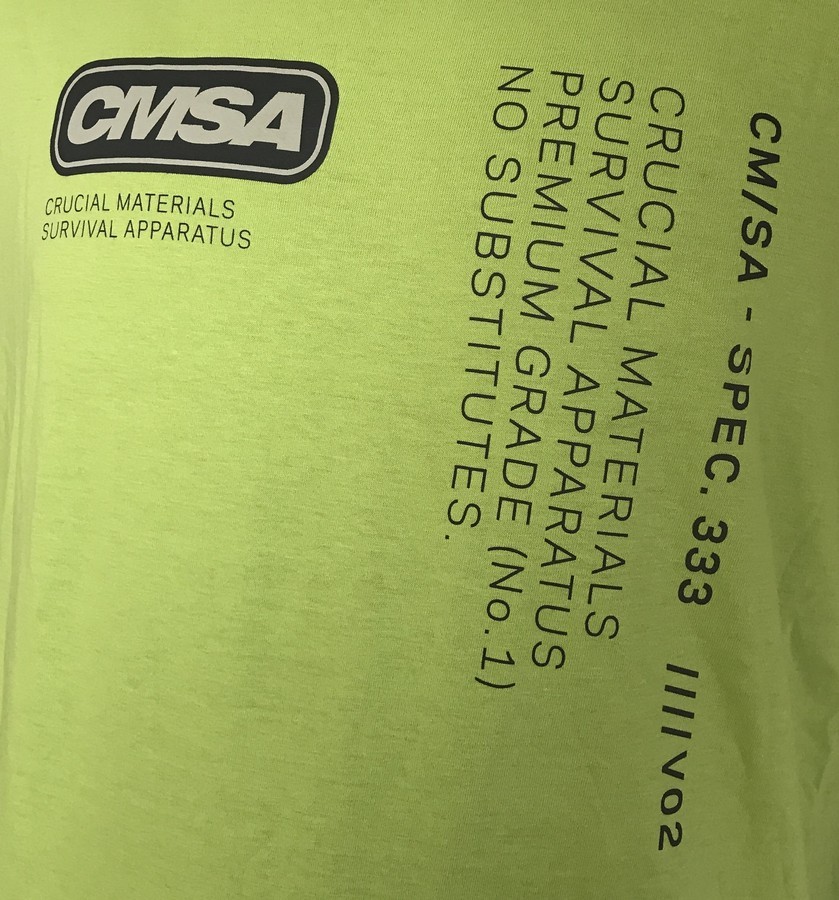 CMSA
CRUCIAL MATERIALS
SURVIVAL APPARATUS
CM/SA - SPEC. 333 IIII V02
CRUCIAL MATERIALS
SURVIVAL APPARATUS
PREMIUM GRADE (No.1)
NO SUBSTITUTES.